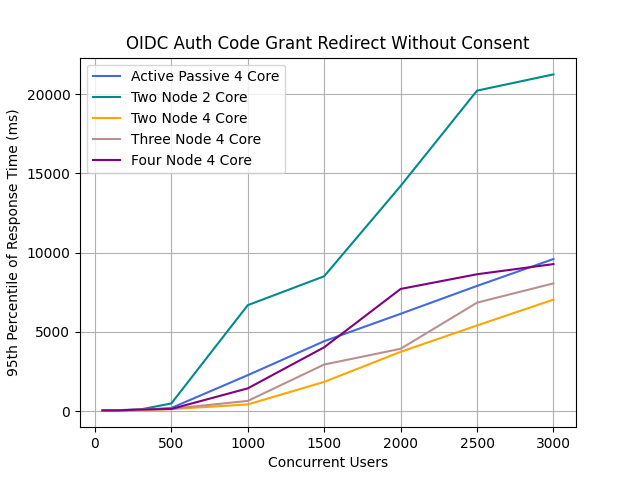 OIDC Auth Code Grant Redirect Without Consent
Active Passive 4 Core
Two Node 2 Core
Two Node 4 Core
Three Node 4 Core
Four Node 4 Core
95th Percentile of Response Time (ms)
20000
15000
10000
5000
0
0 500 1000 1500 2000 2500 3000
Concurrent Users